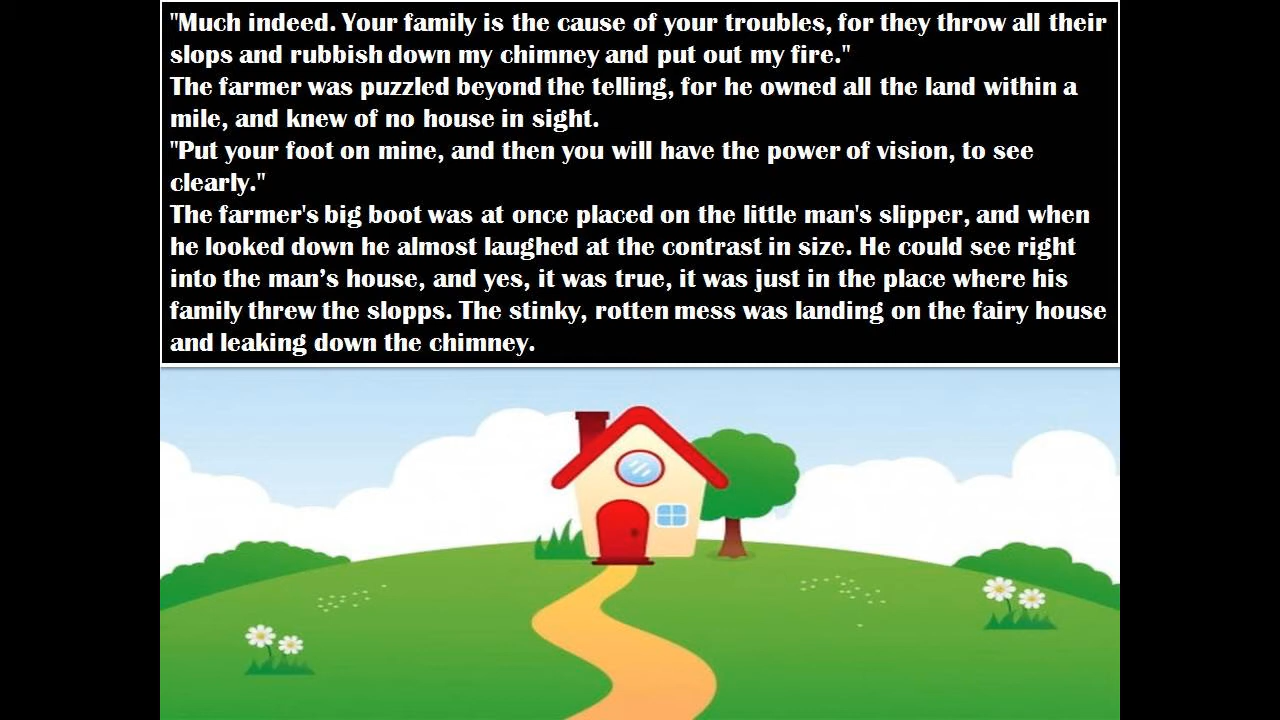 "Much indeed. Your family is the cause of your troubles, for they throw all their
slops and rubbish down my chimney and put out my fire."
The farmer was puzzled beyond the telling, for he owned all the land within a
mile, and knew of no house in sight.
"Put your foot on mine, and then you will have the power of vision, to see
clearly."
The farmer's big boot was at once placed on the little man's slipper, and when
he looked down he almost laughed at the contrast in size. He could see right
into the man’s house, and yes, it was true, it was just in the place where his
family threw the slopps. The stinky, rotten mess was landing on the fairy house
and leaking down the chimney.